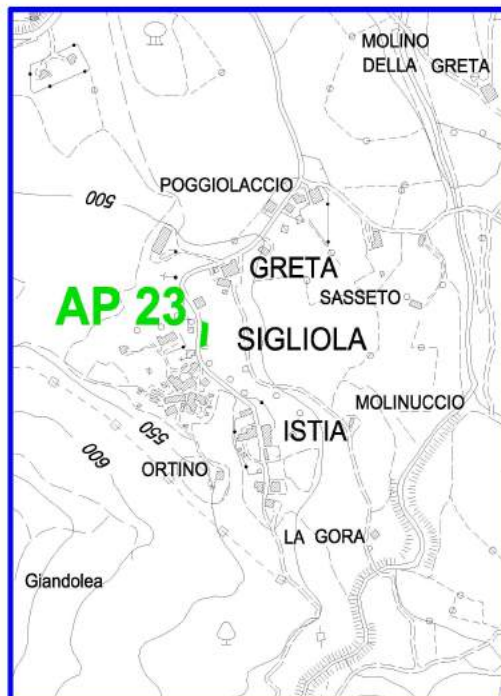 MOLINO
DELLA GRETA
POGGIOLACCIO
500
GRETA
SASSETO
AP 23
SIGLIOLA
MOLINUCCIO
ISTIA
550
600
ORTINO
LA GORA
Giandolea